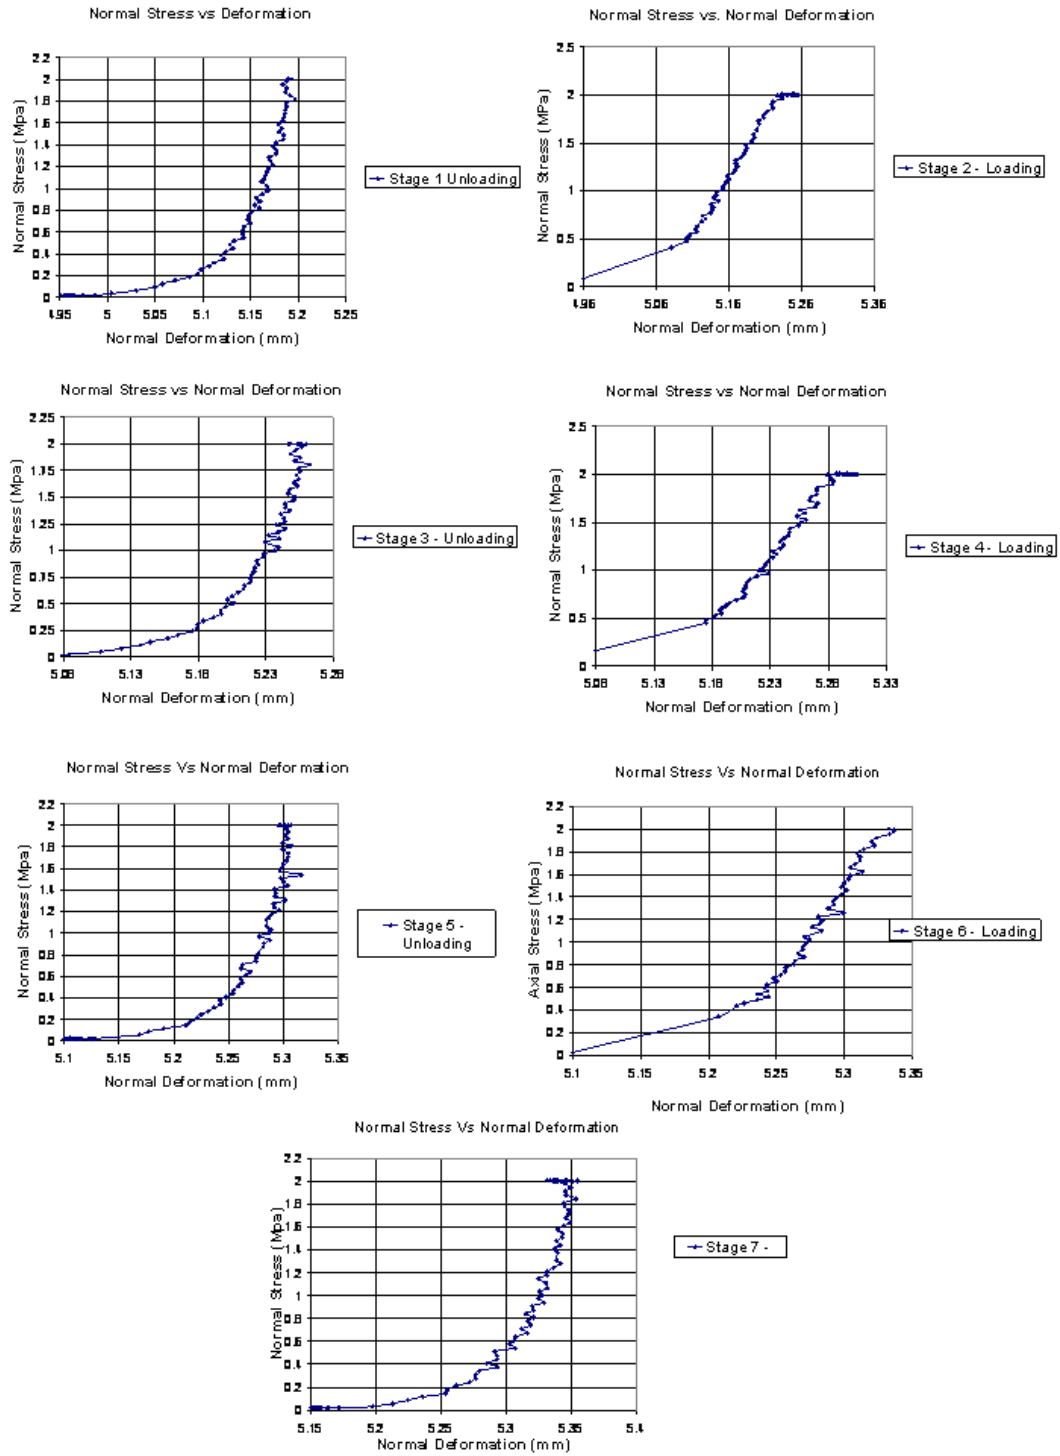 Normal Stress vs Deformation
Normal Stress (Mpa)
2.2
2
1.8
1.6
1.4
1.2
1
0.8
0.6
0.4
0.2
0
4.95 5 5.05 5.1 5.15 5.2 5.25
Normal Deformation (mm)
Stage 1 Unloading
Normal Stress vs. Normal Deformation
Normal Stress (MPa)
2.5
2
1.5
1
0.5
0
4.96 5.06 5.16 5.26 5.36
Normal Deformation (mm)
Stage 2 - Loading
Normal Stress vs Normal Deformation
Normal Stress (Mpa)
2.25
2
1.75
1.5
1.25
1
0.75
0.5
0.25
0
5.08 5.13 5.18 5.23 5.28
Normal Deformation (mm)
Stage 3 - Unloading
Normal Stress vs Normal Deformation
Normal Stress (Mpa)
2.5
2
1.5
1
0.5
0
5.08 5.13 5.18 5.23 5.28 5.33
Normal Deformation (mm)
Stage 4 - Loading
Normal Stress Vs Normal Deformation
Normal Stress (Mpa)
2.2
2
1.8
1.6
1.4
1.2
1
0.8
0.6
0.4
0.2
0
5.1 5.15 5.2 5.25 5.3 5.35
Normal Deformation (mm)
Stage 5 -
Unloading
Normal Stress Vs Normal Deformation
Axial Stress (Mpa)
2.2
2
1.8
1.6
1.4
1.2
1
0.8
0.6
0.4
0.2
0
5.1 5.15 5.2 5.25 5.3 5.35
Normal Deformation (mm)
Stage 6 - Loading
Normal Stress Vs Normal Deformation
Normal Stress (Mpa)
2.2
2
1.8
1.6
1.4
1.2
1
0.8
0.6
0.4
0.2
0
5.15 5.2 5.25 5.3 5.35 5.4
Normal Deformation (mm)
Stage 7 -